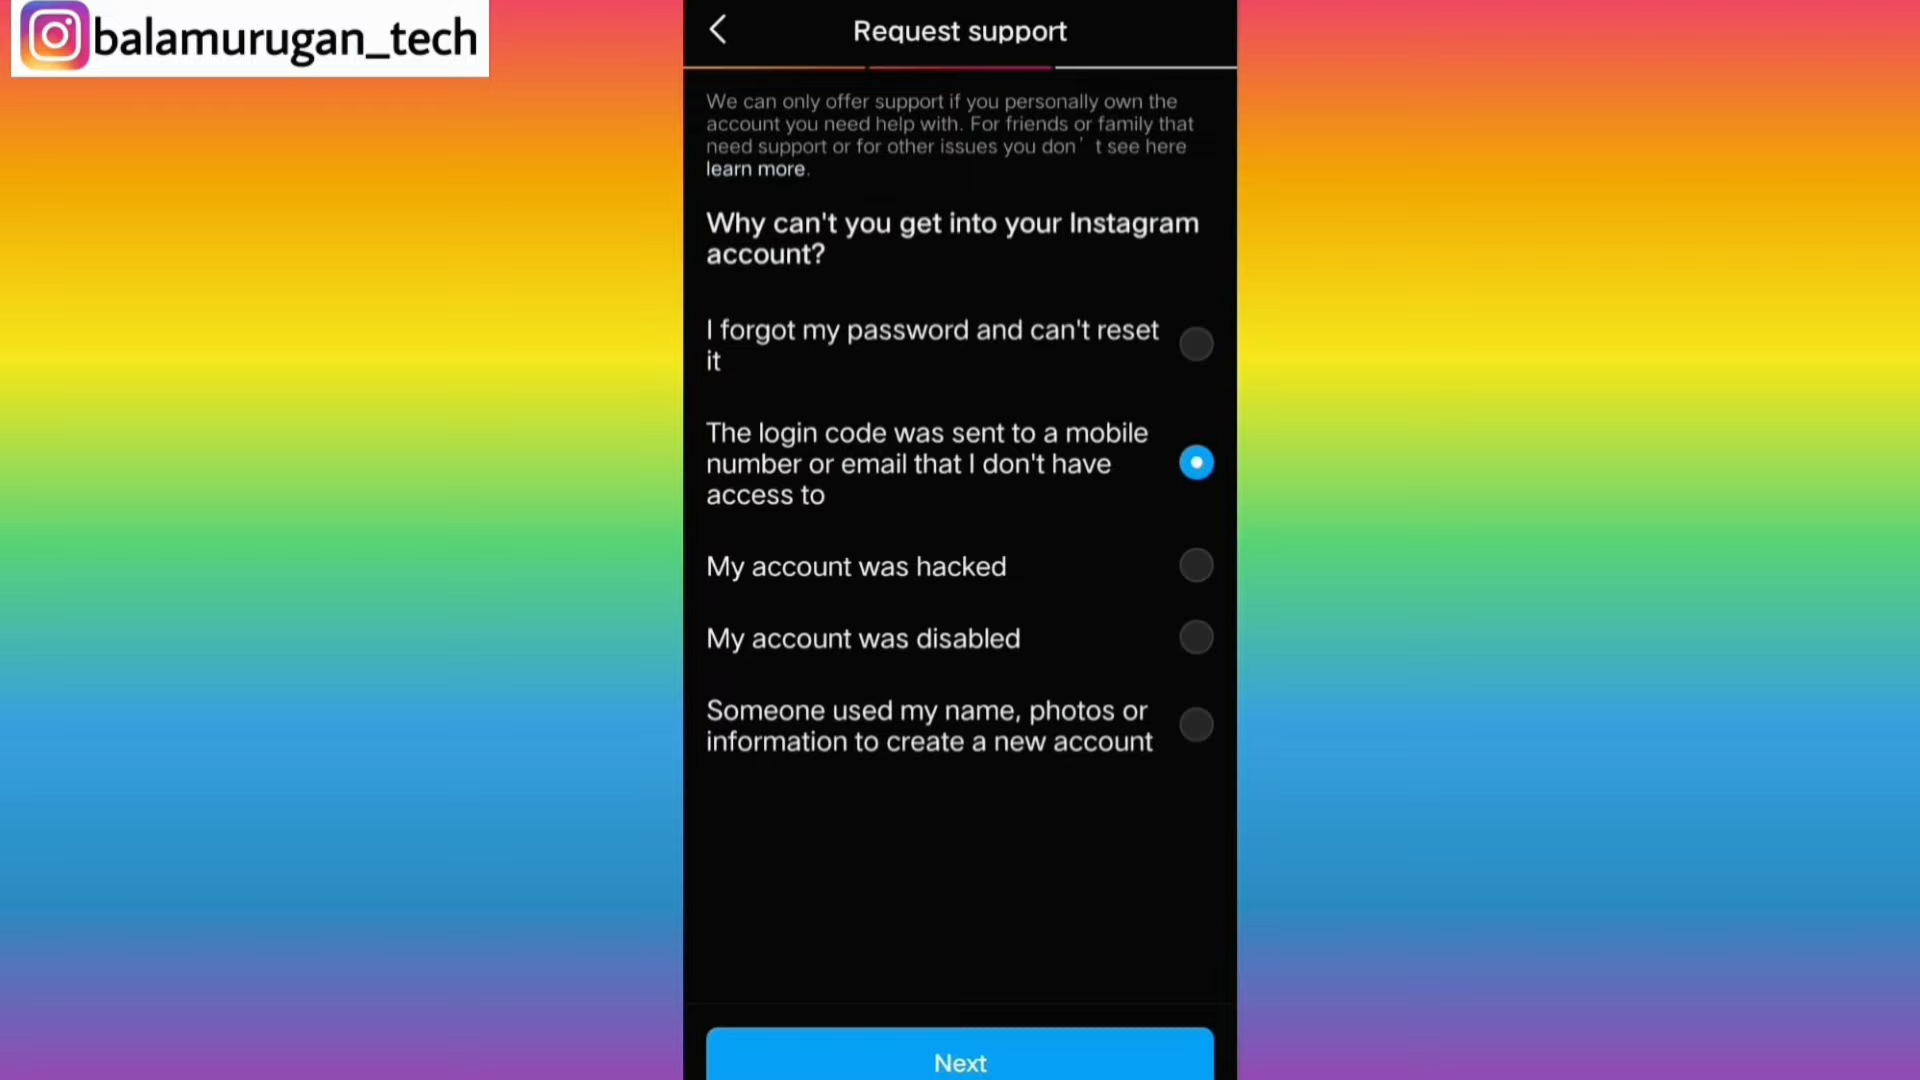 balamurugan_tech
Request support
We can only offer support if you personally own the
account you need help with. For friends or family that
need support or for other issues you don't see here
learn more.
Why can't you get into your Instagram
account?
I forgot my password and can't reset
it
The login code was sent to a mobile
number or email that I don't have
access to
My account was hacked
My account was disabled
Someone used my name, photos or
information to create a new account
Next